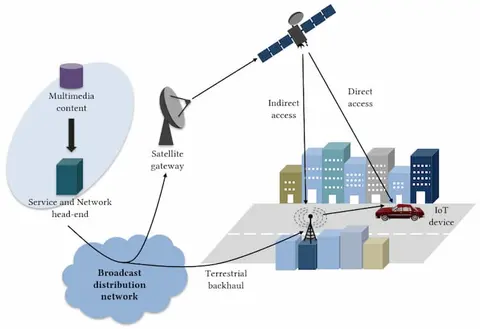 Multimedia
content
Service and Network
head-end
Satellite
gateway
Indirect
access
Direct
access
IoT
device
Broadcast
distribution
network
Terrestrial
backhaul